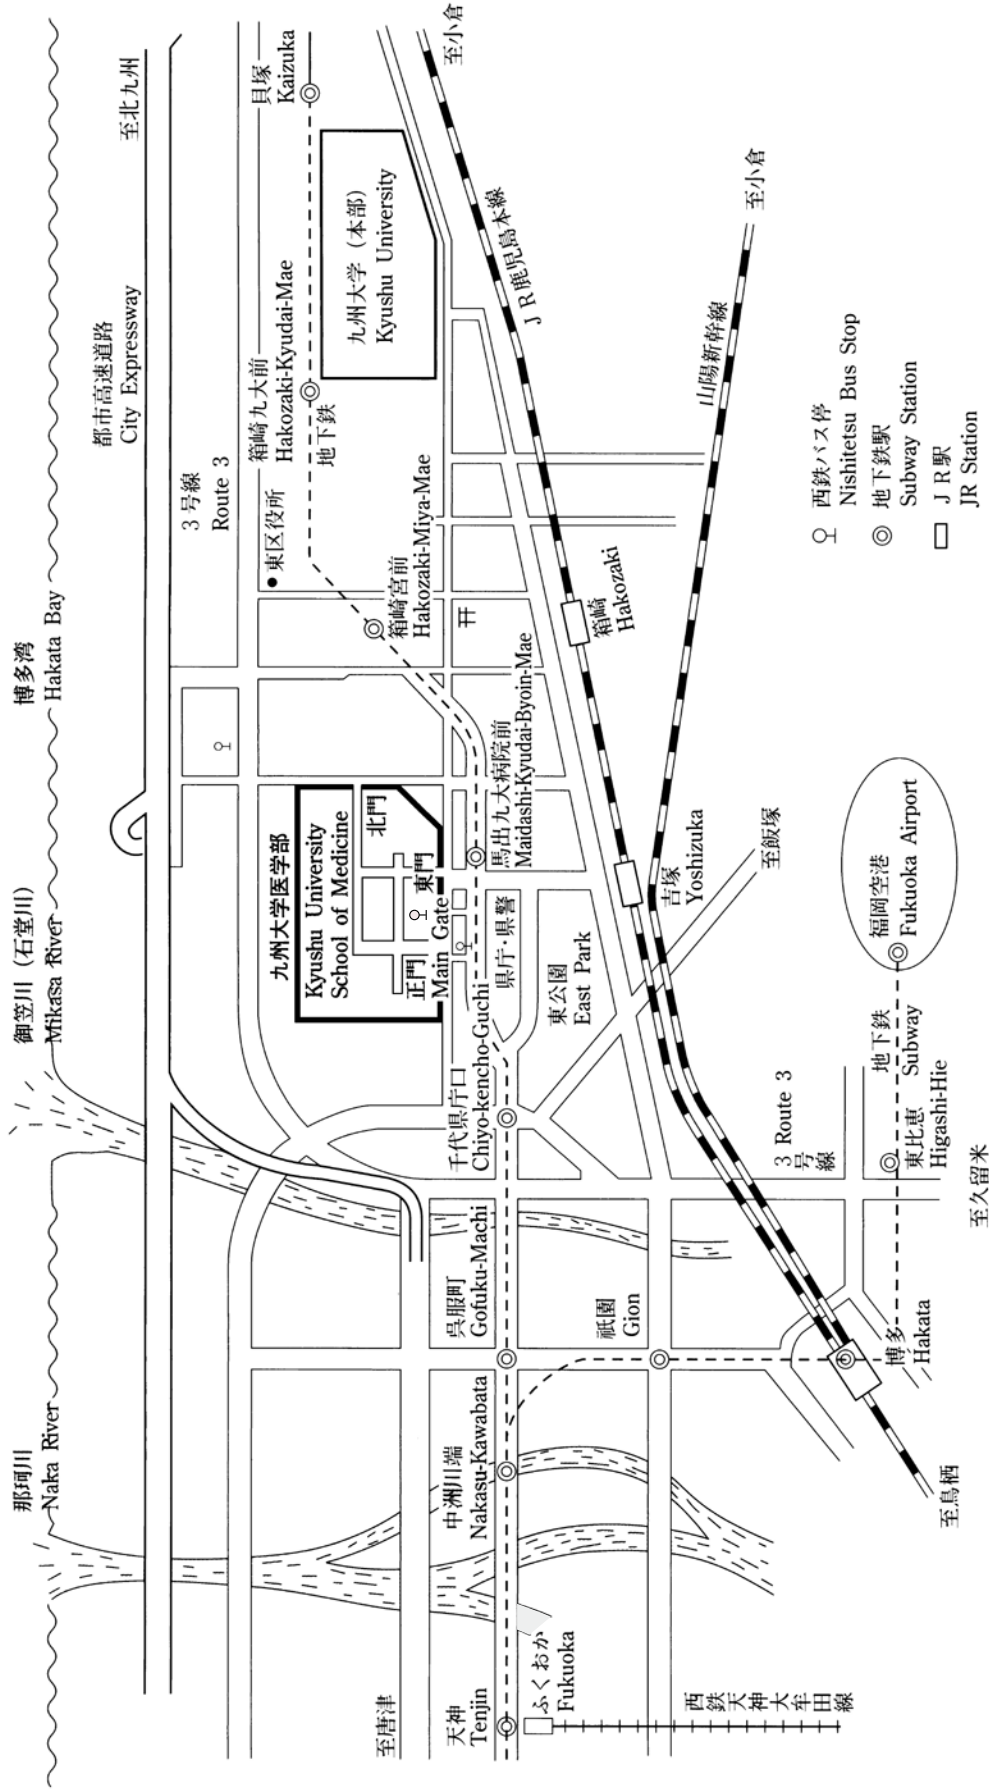 那珂川
Naka River
御笠川（石堂川）
Mikasa River
博多湾
Hakata Bay
都市高速道路
City Expressway
至北九州
3号線
Route 3
東区役所
貝塚
Kaizuka
箱崎九大前
Hakozaki-Kyudai-Mae
地下鉄
九州大学（本部）
Kyushu University
箱崎宮前
Hakozaki-Miya-Mae
九州大学医学部
Kyushu University
School of Medicine
北門
東門
正門
Main Gate
馬出九大病院前
Maidashi-Kyudai-Byoin-Mae
県庁・県警
千代県庁口
Chiyo-kencho-Guchi
東公園
East Park
呉服町
Gofuku-Machi
祇園
Gion
中洲川端
Nakasu-Kawabata
至唐津
天神
Tenjin
ふくおか
Fukuoka
西鉄天神大牟田線
至小倉
JR鹿児島本線
箱崎
Hakozaki
山陽新幹線
至小倉
吉塚
Yoshizuka
至飯塚
福岡空港
Fukuoka Airport
地下鉄
Subway
3号線
Route 3
東比恵
Higashi-Hie
至久留米
博多
Hakata
至鳥栖
西鉄バス停
Nishitetsu Bus Stop
地下鉄駅
Subway Station
JR駅
JR Station